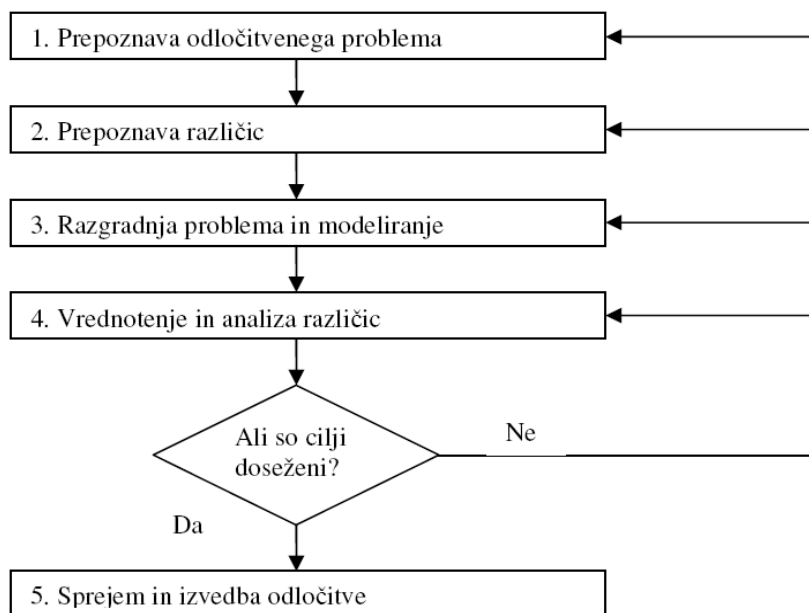 1. Prepoznava odločitvenega problema
2. Prepoznava različic
3. Razgradnja problema in modeliranje
4. Vrednotenje in analiza različic
Ali so cilji
doseženi?
Ne
Da
5. Sprejem in izvedba odločitve